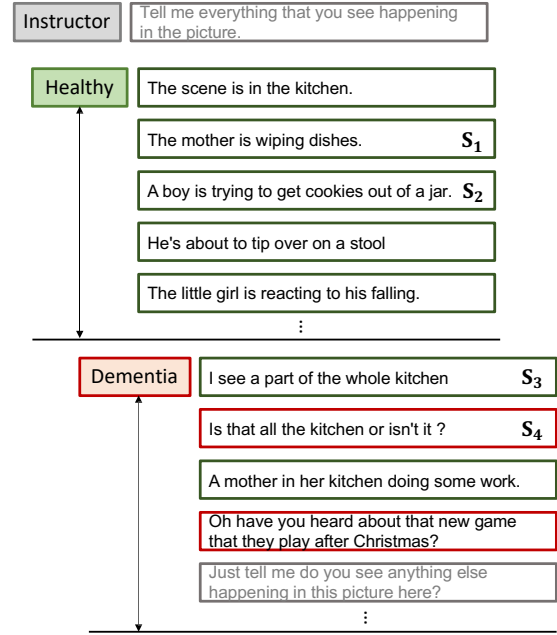 Instructor
Tell me everything that you see happening
in the picture.
Healthy
The scene is in the kitchen.
The mother is wiping dishes. S1
A boy is trying to get cookies out of a jar. S2
He's about to tip over on a stool
The little girl is reacting to his falling.
...
Dementia
I see a part of the whole kitchen S3
Is that all the kitchen or isn't it ? S4
A mother in her kitchen doing some work.
Oh have you heard about that new game
that they play after Christmas?
Just tell me do you see anything else
happening in this picture here?
...